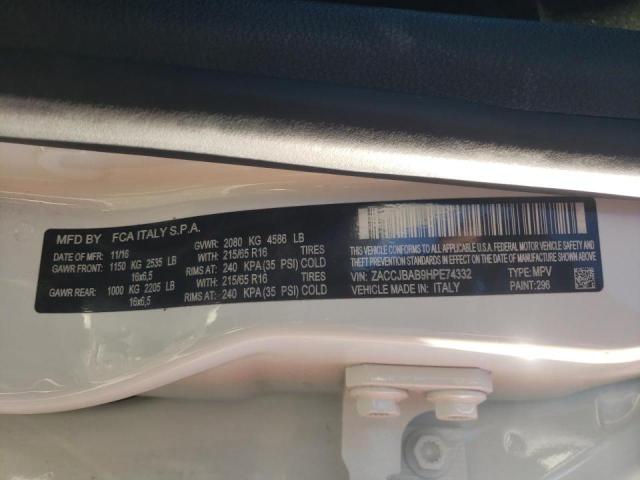 MFD BY FCA ITALY S.P.A.
DATE OF MFR: 11/16 GVWR: 2080 KG 4586 LB
GAWR FRONT: 1150 KG 2535 LB WITH 215/65 R16 TIRES
16x6,5 RIMS AT: 240 KPA (35 PSI) COLD
GAWR REAR: 1000 KG 2205 LB WITH 215/65 R16 TIRES
16x6,5 RIMS AT: 240 KPA (35 PSI) COLD
THIS VEHICLE CONFORMS TO ALL APPLICABLE U.S.A. FEDERAL MOTOR VEHICLE SAFETY, BUMPER, AND THEFT PREVENTION STANDARDS IN EFFECT ON THE DATE OF MANUFACTURE SHOWN ABOVE.
VIN: ZACCJBAB9HPE74332 TYPE: MPV
VEHICLE MADE IN: ITALY PAINT: 296